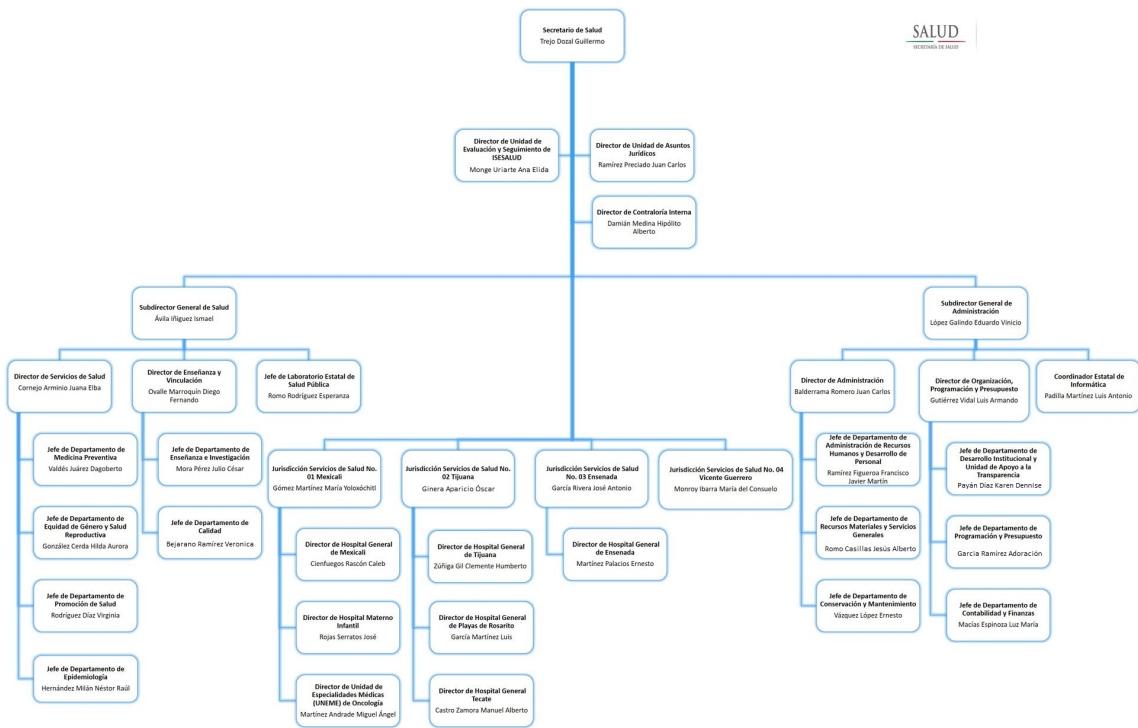 Secretario de Salud
Trejo Dozal Guillermo
SALUD
SECRETARÍA DE SALUD
Director de Unidad de
Evaluación y Seguimiento de
ISESALUD
Monge Uriarte Ana Elida
Director de Unidad de Asuntos
Jurídicos
Ramírez Preciado Juan Carlos
Director de Contraloría Interna
Damián Medina Hipólito
Alberto
Subdirector General de Salud
Ávila Iñiguez Ismael
Subdirector General de
Administración
López Galindo Eduardo Vinicio
Director de Servicios de Salud
Cornejo Arminio Juana Elba
Director de Enseñanza y
Vinculación
Ovalle Marroquín Diego
Fernando
Jefe de Laboratorio Estatal de
Salud Pública
Romo Rodríguez Esperanza
Director de Administración
Balderrama Romero Juan Carlos
Director de Organización,
Programación y Presupuesto
Gutiérrez Vidal Luis Armando
Coordinador Estatal de
Informática
Padilla Martínez Luis Antonio
Jefe de Departamento de
Medicina Preventiva
Valdés Juárez Dagoberto
Jefe de Departamento de
Equidad de Género y Salud
Reproductiva
González Cerda Hilda Aurora
Jefe de Departamento de
Promoción de Salud
Rodríguez Díaz Virginia
Jefe de Departamento de
Epidemiología
Hernández Milán Néstor Raúl
Jefe de Departamento de
Enseñanza e Investigación
Mora Pérez Julio César
Jefe de Departamento de
Calidad
Bejarano Ramírez Veronica
Jurisdicción Servicios de Salud No.
01 Mexicali
Gómez Martínez María Yoloxóchitl
Director de Hospital General de
Mexicali
Cienfuegos Rascón Caleb
Director de Hospital Materno
Infantil
Rojas Serratos José
Director de Unidad de
Especialidades Médicas
(UNEME) de Oncología
Martínez Andrade Miguel Ángel
Jurisdicción Servicios de Salud No.
02 Tijuana
Ginera Aparicio Óscar
Director de Hospital General de
Tijuana
Zúñiga Gil Clemente Humberto
Director de Hospital General
de Playas de Rosarito
García Martínez Luis
Director de Hospital General
Tecate
Castro Zamora Manuel Alberto
Jurisdicción Servicios de Salud
No. 03 Ensenada
García Rivera José Antonio
Director de Hospital General de
Ensenada
Martínez Palacios Ernesto
Jurisdicción Servicios de Salud No. 04
Vicente Guerrero
Monroy Ibarra María del Consuelo
Jefe de Departamento de
Administración de Recursos
Humanos y Desarrollo de
Personal
Ramírez Figueroa Francisco
Javier Martín
Jefe de Departamento de
Recursos Materiales y Servicios
Generales
Romo Casillas Jesús Alberto
Jefe de Departamento de
Conservación y Mantenimiento
Vázquez López Ernesto
Jefe de Departamento de
Desarrollo Institucional y
Unidad de Apoyo a la
Transparencia
Payán Díaz Karen Dennise
Jefe de Departamento de
Programación y Presupuesto
Garcia Ramirez Adoración
Jefe de Departamento de
Contabilidad y Finanzas
Macías Espinoza Luz María